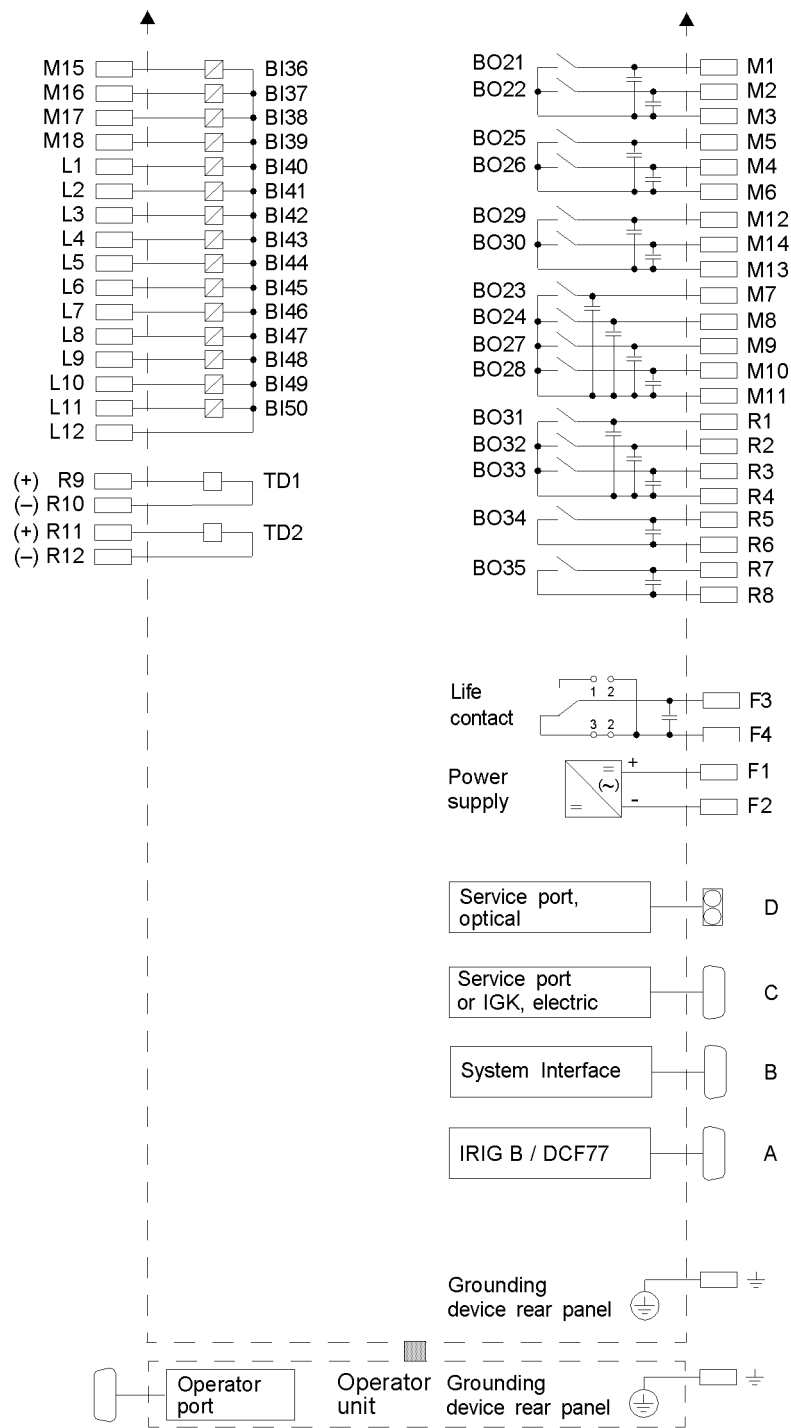 M15 BI36
M16 BI37
M17 BI38
M18 BI39
L1 BI40
L2 BI41
L3 BI42
L4 BI43
L5 BI44
L6 BI45
L7 BI46
L8 BI47
L9 BI48
L10 BI49
L11 BI50
L12
(+) R9 TD1
(–) R10
(+) R11 TD2
(–) R12
BO21 M1
BO22 M2
M3
BO25 M5
BO26 M4
M6
BO29 M12
BO30 M14
M13
BO23 M7
BO24 M8
BO27 M9
BO28 M10
M11
BO31 R1
BO32 R2
BO33 R3
R4
BO34 R5
R6
BO35 R7
R8
Life
contact
1 2
3 2
F3
F4
Power
supply
=
(~)
=
+ F1
- F2
Service port,
optical
D
Service port
or IGK, electric
C
System Interface
B
IRIG B / DCF77
A
Grounding
device rear panel
Operator
port
Operator
unit
Grounding
device rear panel